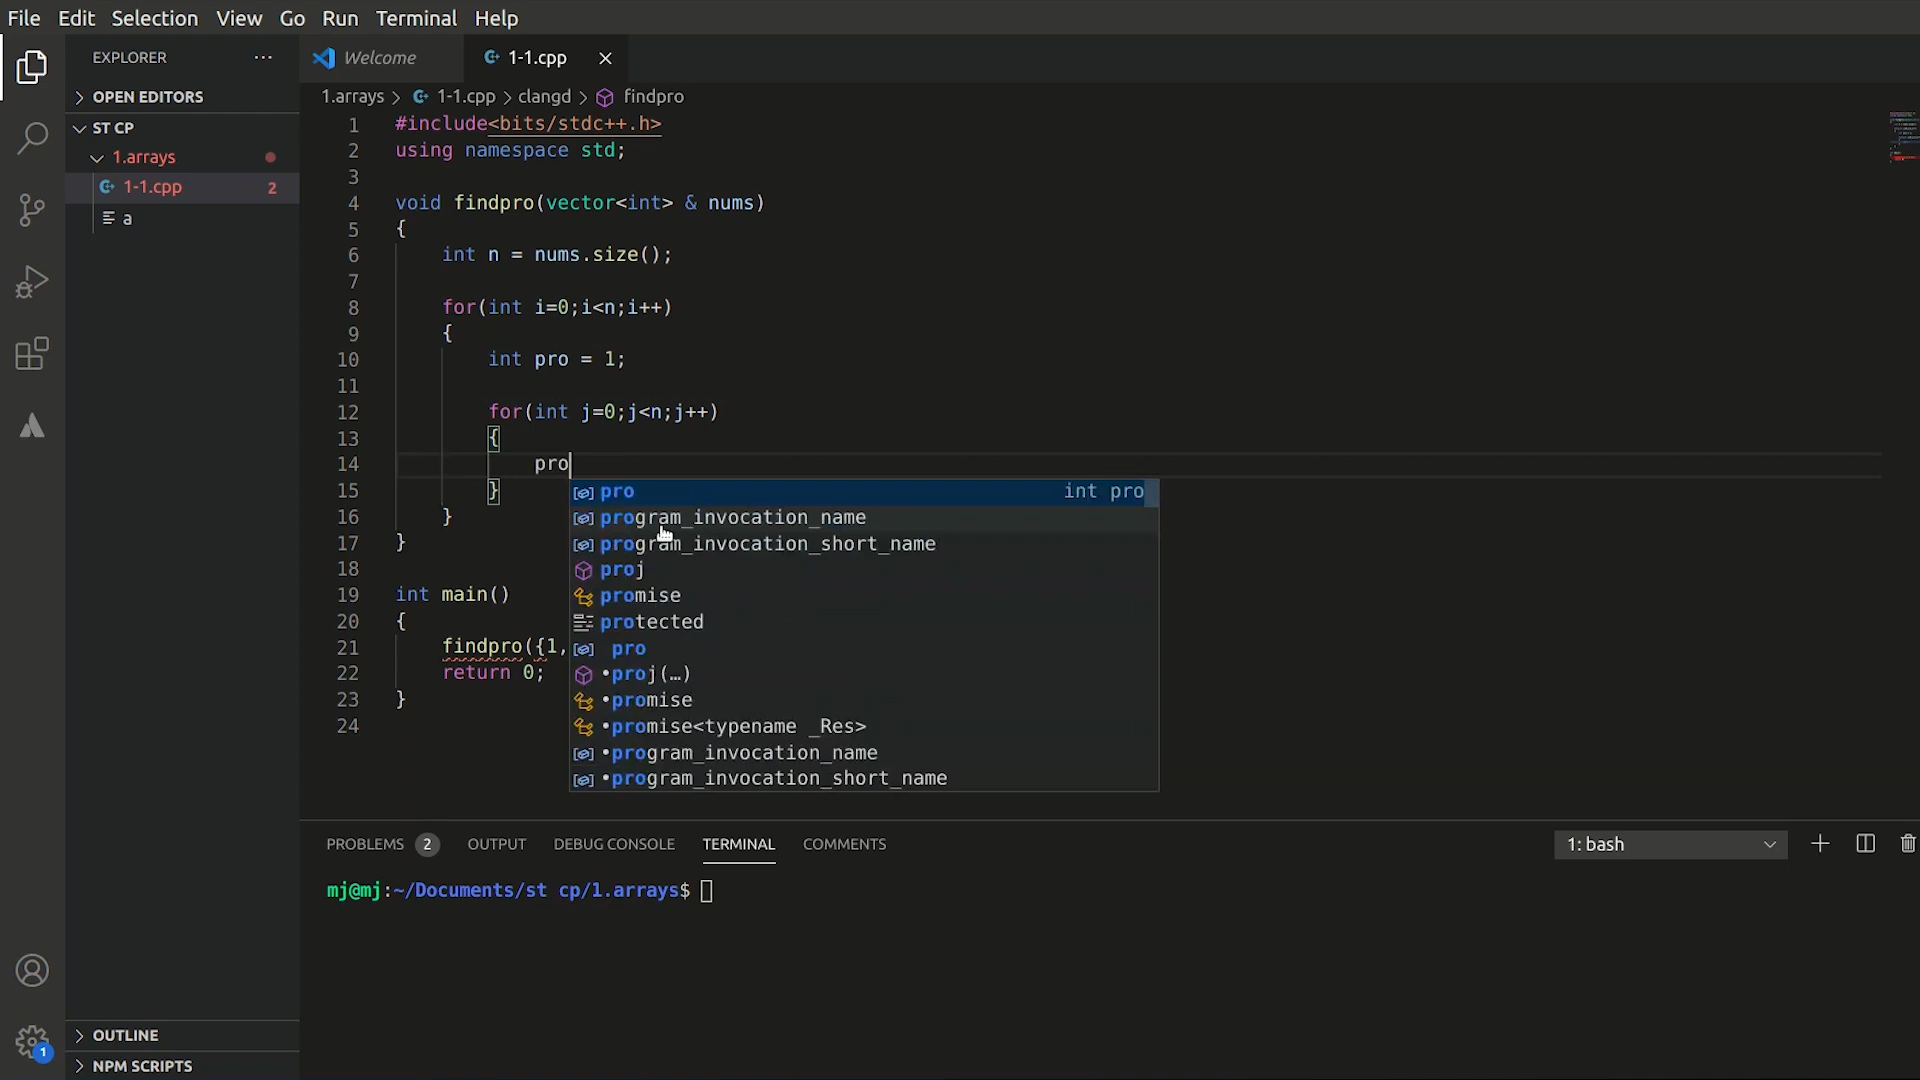 File Edit Selection View Go Run Terminal Help
EXPLORER ...
Welcome
1-1.cpp
OPEN EDITORS
1.arrays > 1-1.cpp > clangd > findpro
ST CP
1.arrays
1-1.cpp 2
a
1 #include<bits/stdc++.h>
2 using namespace std;
3
4 void findpro(vector<int> & nums)
5 {
6 int n = nums.size();
7
8 for(int i=0;i<n;i++)
9 {
10 int pro = 1;
11
12 for(int j=0;j<n;j++)
13 {
14 pro
15 }
16 }
17 }
18
19 int main()
20 {
21 findpro({1,
22 return 0;
23 }
24
pro int pro
program_invocation_name
program_invocation_short_name
proj
promise
protected
pro
•proj(…)
•promise
•promise<typename _Res>
•program_invocation_name
•program_invocation_short_name
PROBLEMS 2 OUTPUT DEBUG CONSOLE TERMINAL COMMENTS 1: bash
mj@mj:~/Documents/st cp/1.arrays$
1
OUTLINE
NPM SCRIPTS